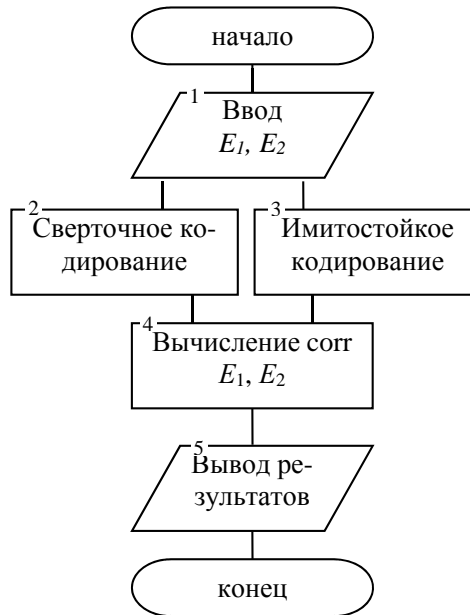 начало
1
Ввод
E1, E2
2
Сверточное ко-
дирование
3
Имитостойкое
кодирование
4
Вычисление corr
E1, E2
5
Вывод ре-
зультатов
конец